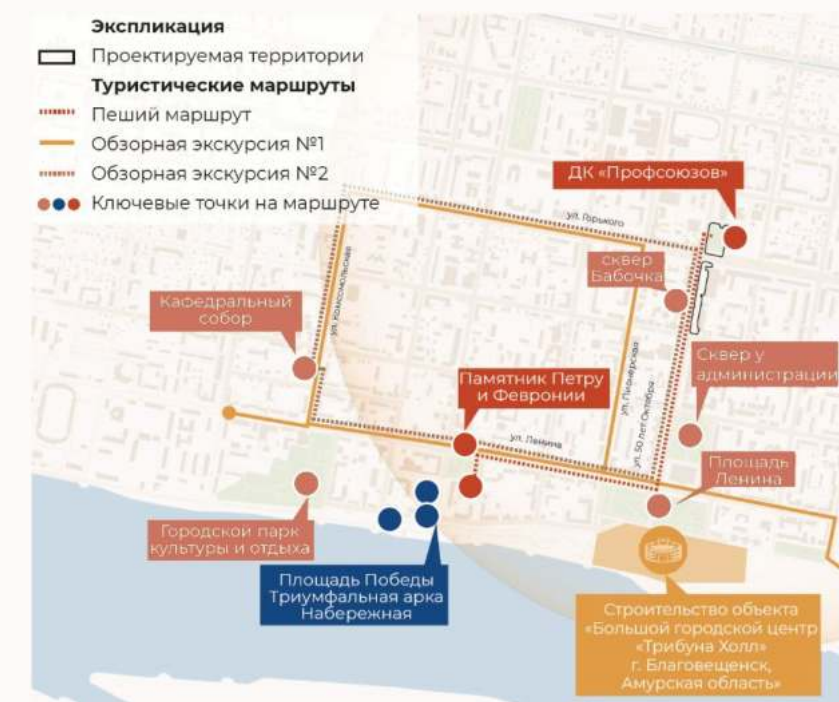 Экспликация
Проектируемая территории
Туристические маршруты
Пеший маршрут
Обзорная экскурсия №1
Обзорная экскурсия №2
Ключевые точки на маршруте
ДК «Профсоюзов»
ул. Горького
сквер
Бабочка
ул. Комсомольская
Кафедральный
собор
Сквер у
администрации
Памятник Петру
и Февронии
ул. Пионерская
ул. 50 лет Октября
ул. Ленина
Площадь
Ленина
Городской парк
культуры и отдыха
Площадь Победы
Триумфальная арка
Набережная
Строительство объекта
«Большой городской центр
«Трибуна Холл»
г. Благовещенск,
Амурская область»